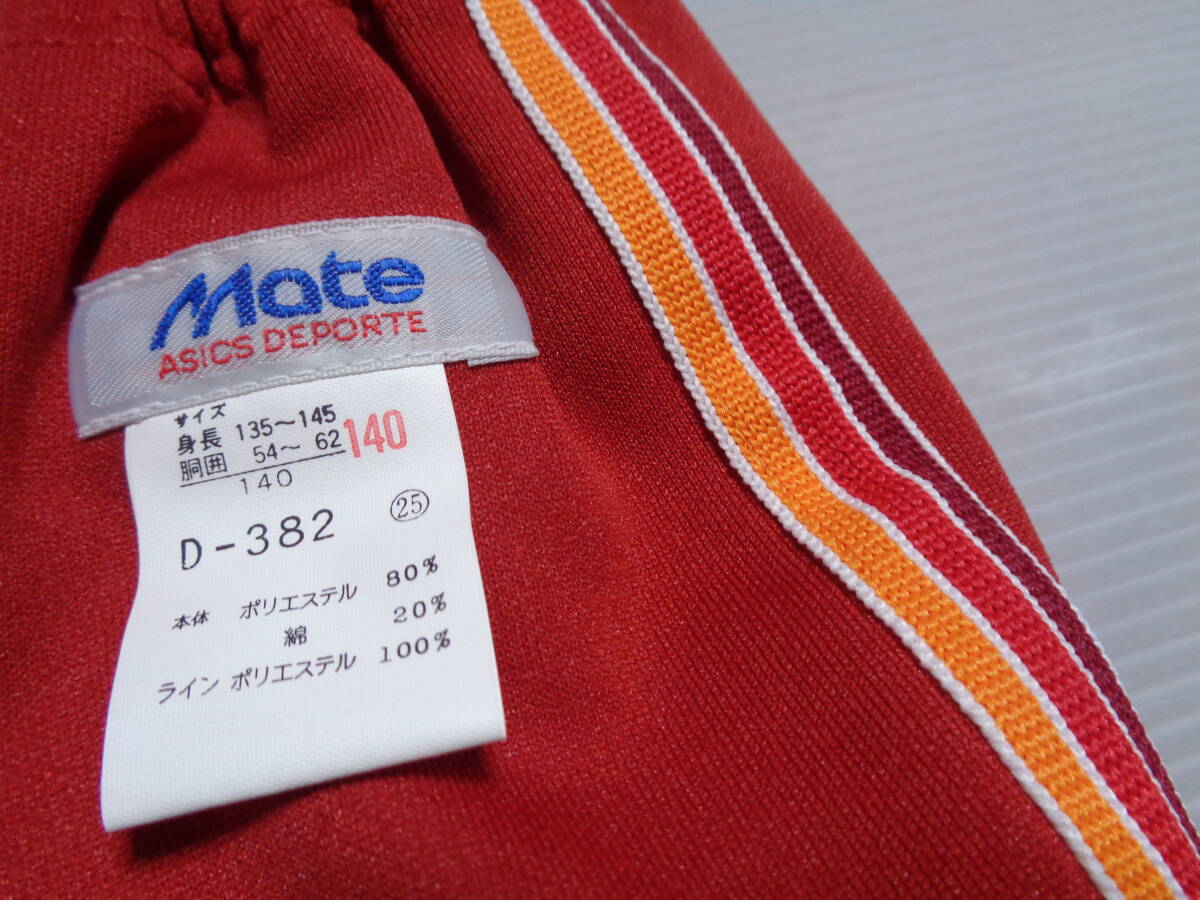 Mate
ASICS DEPORTE
サイズ
身長 135～145
胴囲 54～ 62
140
140
D-382 ㉕
本体 ポリエステル 80%
綿 20%
ライン ポリエステル 100%